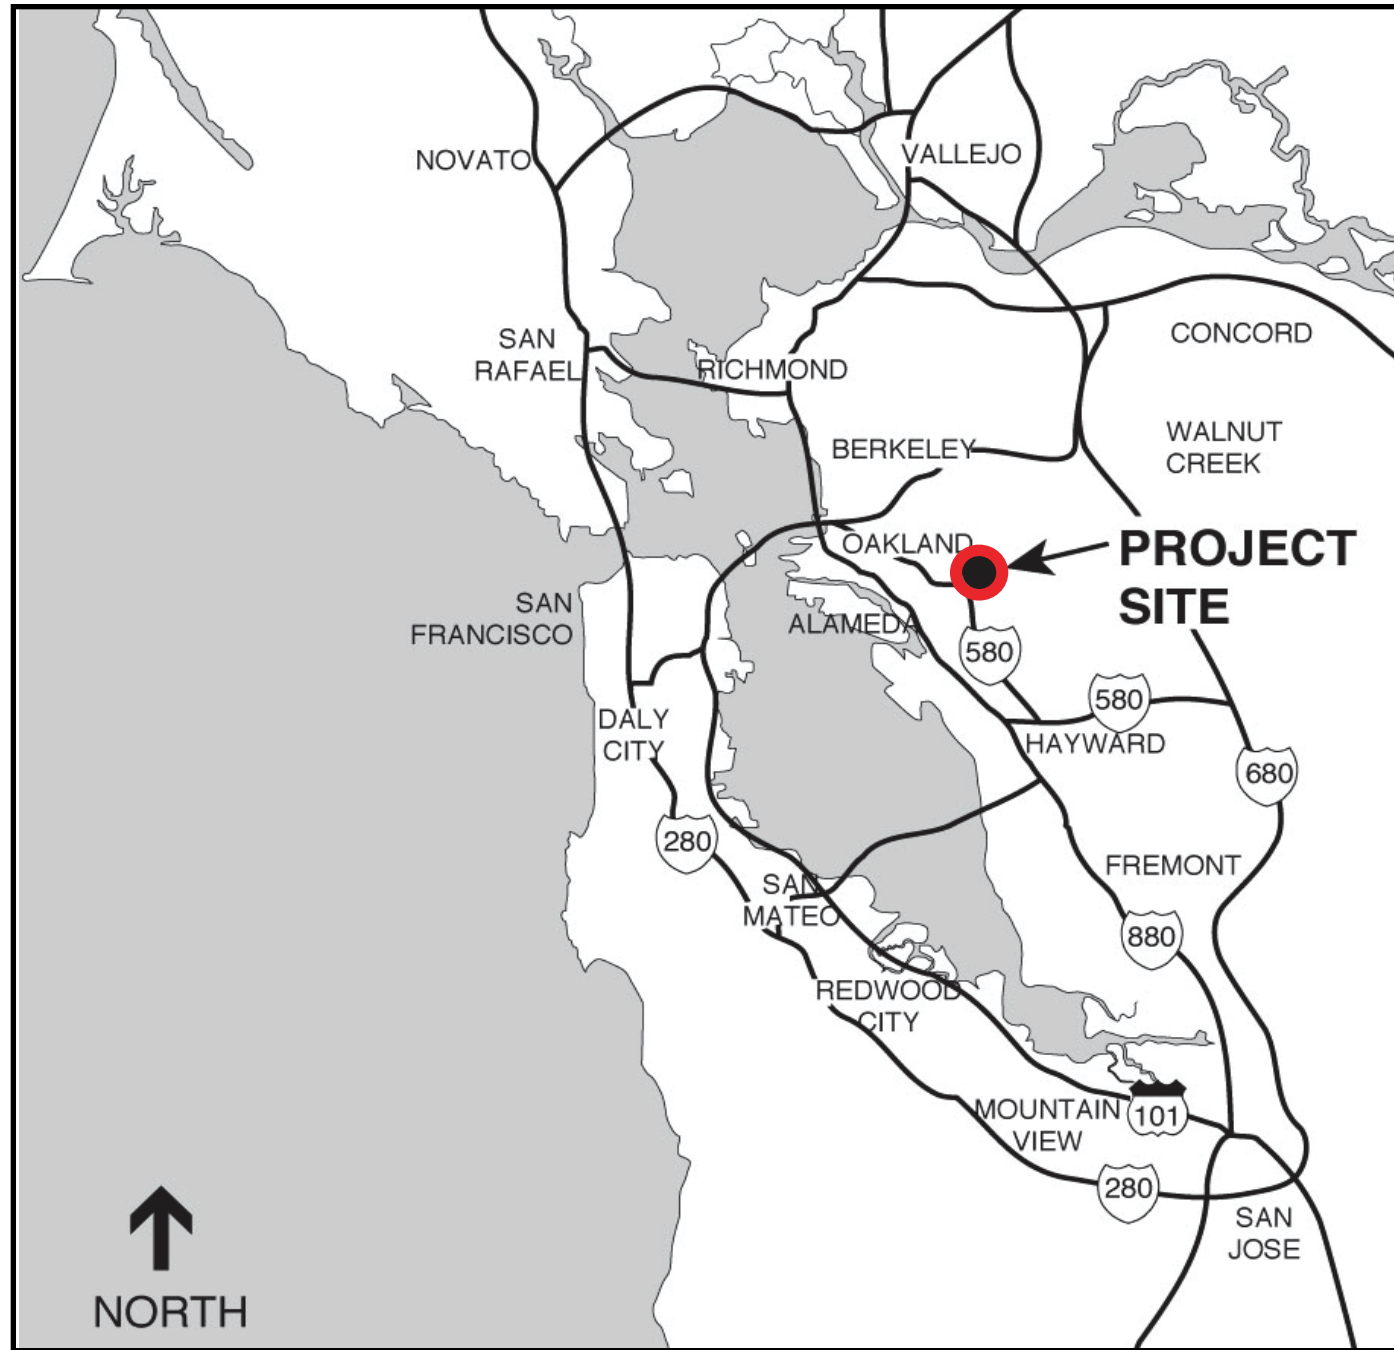 VALLEJO
NOVATO
SAN
RAFAEL
RICHMOND
CONCORD
BERKELEY
WALNUT
CREEK
OAKLAND
PROJECT
SITE
SAN
FRANCISCO
ALAMEDA
580
580
DALY
CITY
HAYWARD
680
280
FREMONT
SAN
MATEO
880
REDWOOD
CITY
MOUNTAIN
VIEW
101
280
SAN
JOSE
NORTH